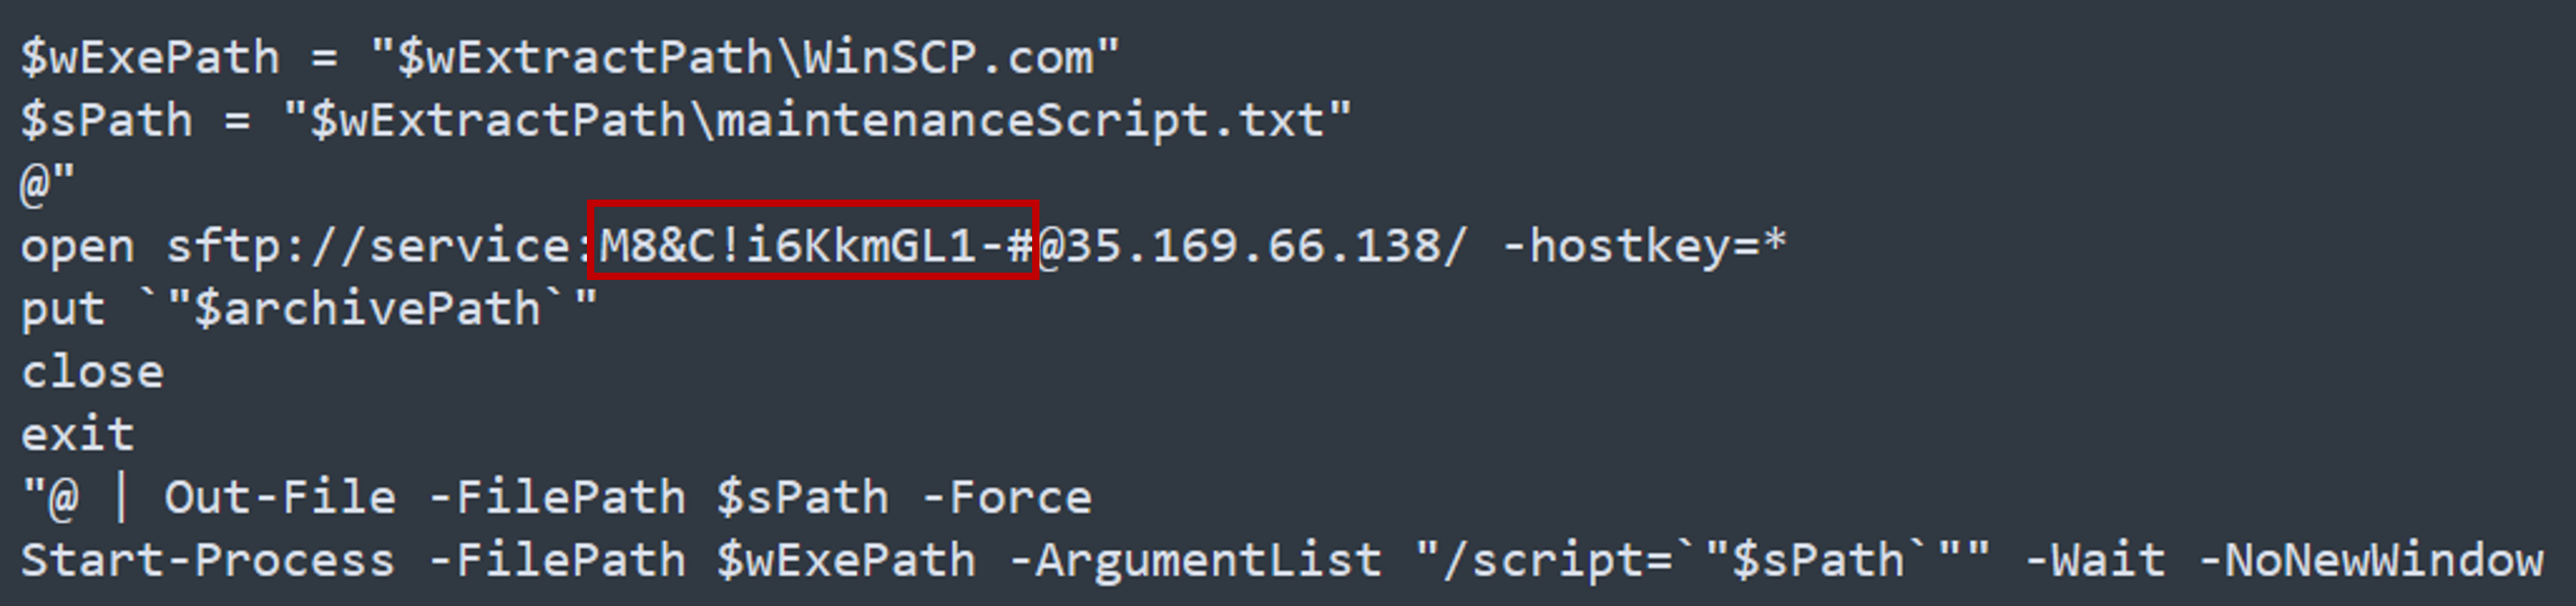 $wExePath = "$wExtractPath\WinSCP.com"
$sPath = "$wExtractPath\maintenanceScript.txt"
@"
open sftp://service:M8&C!i6KkmGL1-#@35.169.66.138/ -hostkey=*
put `"$archivePath`"
close
exit
"@ | Out-File -FilePath $sPath -Force
Start-Process -FilePath $wExePath -ArgumentList "/script=`"$sPath`"" -Wait -NoNewWindow